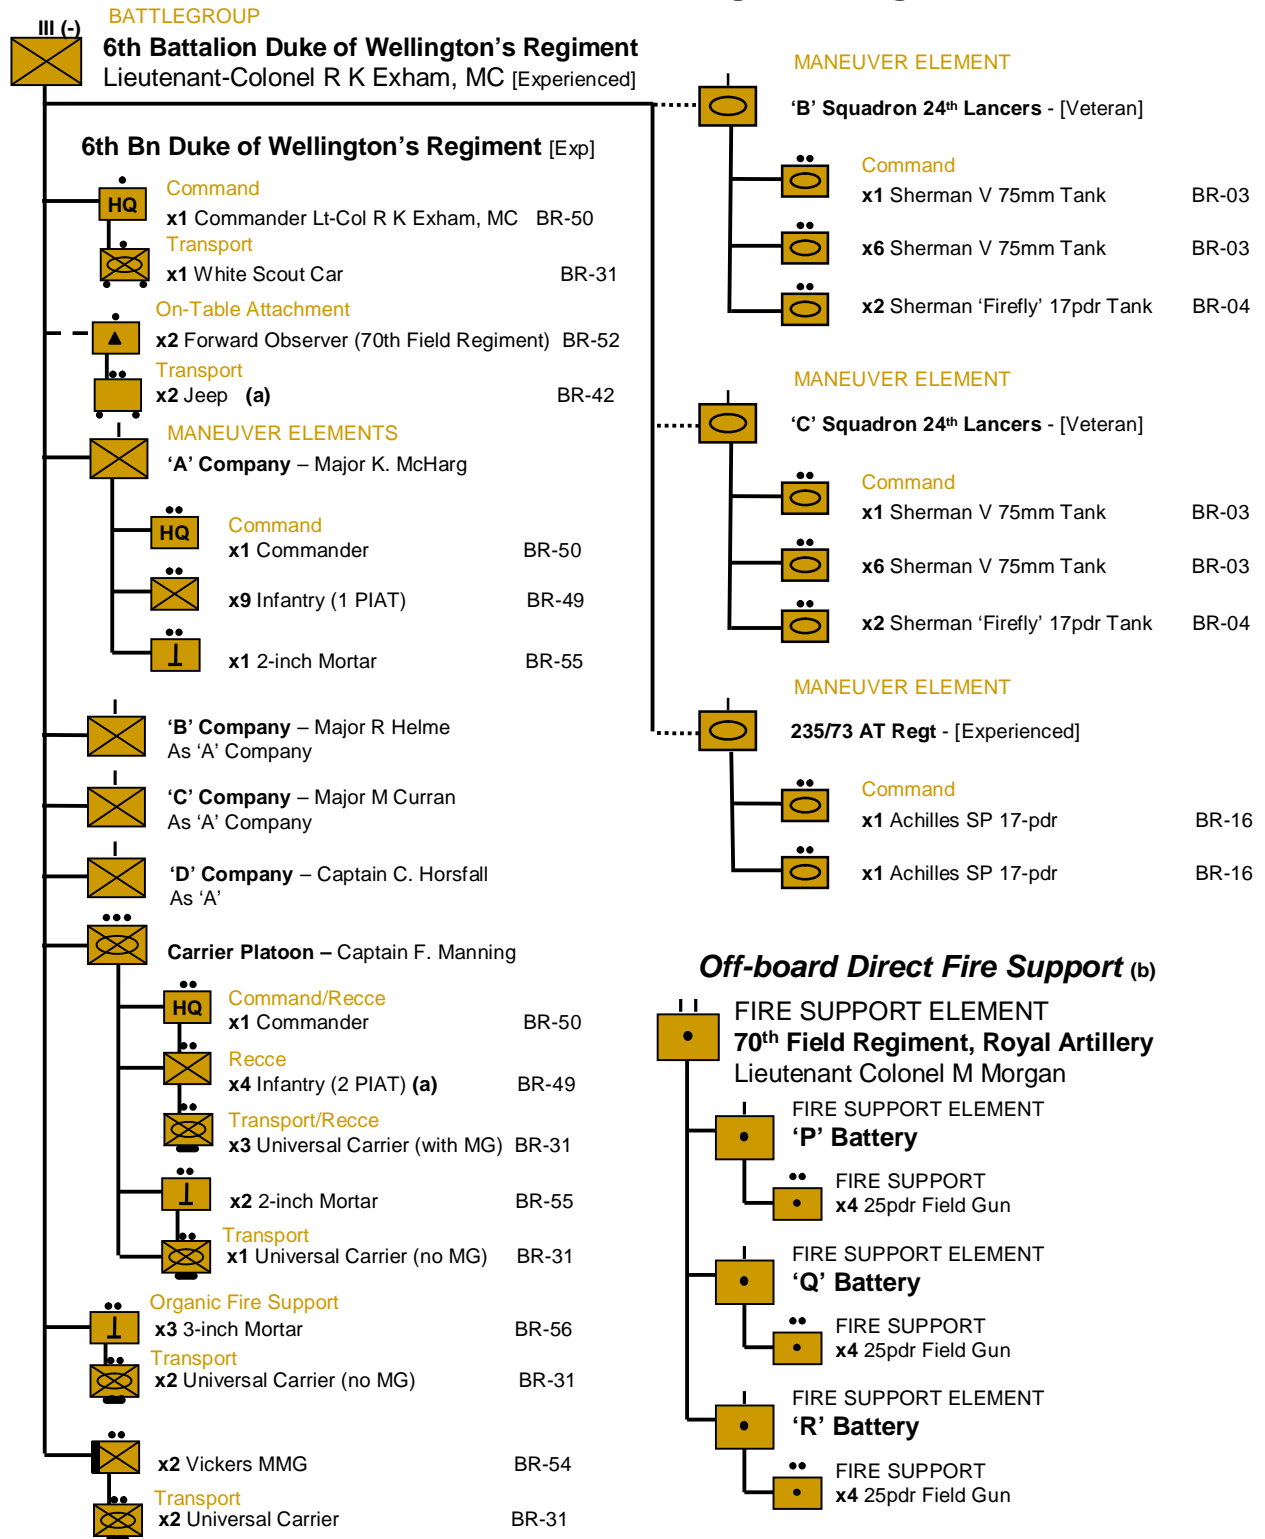 BATTLEGROUP
III (-)
6th Battalion Duke of Wellington's Regiment
Lieutenant-Colonel R K Exham, MC [Experienced]
6th Bn Duke of Wellington's Regiment [Exp]
Command
HQ
x1 Commander Lt-Col R K Exham, MC BR-50
Transport
x1 White Scout Car BR-31
On-Table Attachment
x2 Forward Observer (70th Field Regiment) BR-52
Transport
x2 Jeep (a) BR-42
MANEUVER ELEMENTS
'A' Company – Major K. McHarg
Command
HQ
x1 Commander BR-50
x9 Infantry (1 PIAT) BR-49
x1 2-inch Mortar BR-55
'B' Company – Major R Helme
As 'A' Company
'C' Company – Major M Curran
As 'A' Company
'D' Company – Captain C. Horsfall
As 'A'
Carrier Platoon – Captain F. Manning
Command/Recce
HQ
x1 Commander BR-50
Recce
x4 Infantry (2 PIAT) (a) BR-49
Transport/Recce
x3 Universal Carrier (with MG) BR-31
x2 2-inch Mortar BR-55
Transport
x1 Universal Carrier (no MG) BR-31
Organic Fire Support
x3 3-inch Mortar BR-56
Transport
x2 Universal Carrier (no MG) BR-31
x2 Vickers MMG BR-54
Transport
x2 Universal Carrier BR-31
MANEUVER ELEMENT
'B' Squadron 24th Lancers - [Veteran]
Command
x1 Sherman V 75mm Tank BR-03
x6 Sherman V 75mm Tank BR-03
x2 Sherman 'Firefly' 17pdr Tank BR-04
MANEUVER ELEMENT
'C' Squadron 24th Lancers - [Veteran]
Command
x1 Sherman V 75mm Tank BR-03
x6 Sherman V 75mm Tank BR-03
x2 Sherman 'Firefly' 17pdr Tank BR-04
MANEUVER ELEMENT
235/73 AT Regt - [Experienced]
Command
x1 Achilles SP 17-pdr BR-16
x1 Achilles SP 17-pdr BR-16
Off-board Direct Fire Support (b)
FIRE SUPPORT ELEMENT
70th Field Regiment, Royal Artillery
Lieutenant Colonel M Morgan
FIRE SUPPORT ELEMENT
'P' Battery
FIRE SUPPORT
x4 25pdr Field Gun
FIRE SUPPORT ELEMENT
'Q' Battery
FIRE SUPPORT
x4 25pdr Field Gun
FIRE SUPPORT ELEMENT
'R' Battery
FIRE SUPPORT
x4 25pdr Field Gun